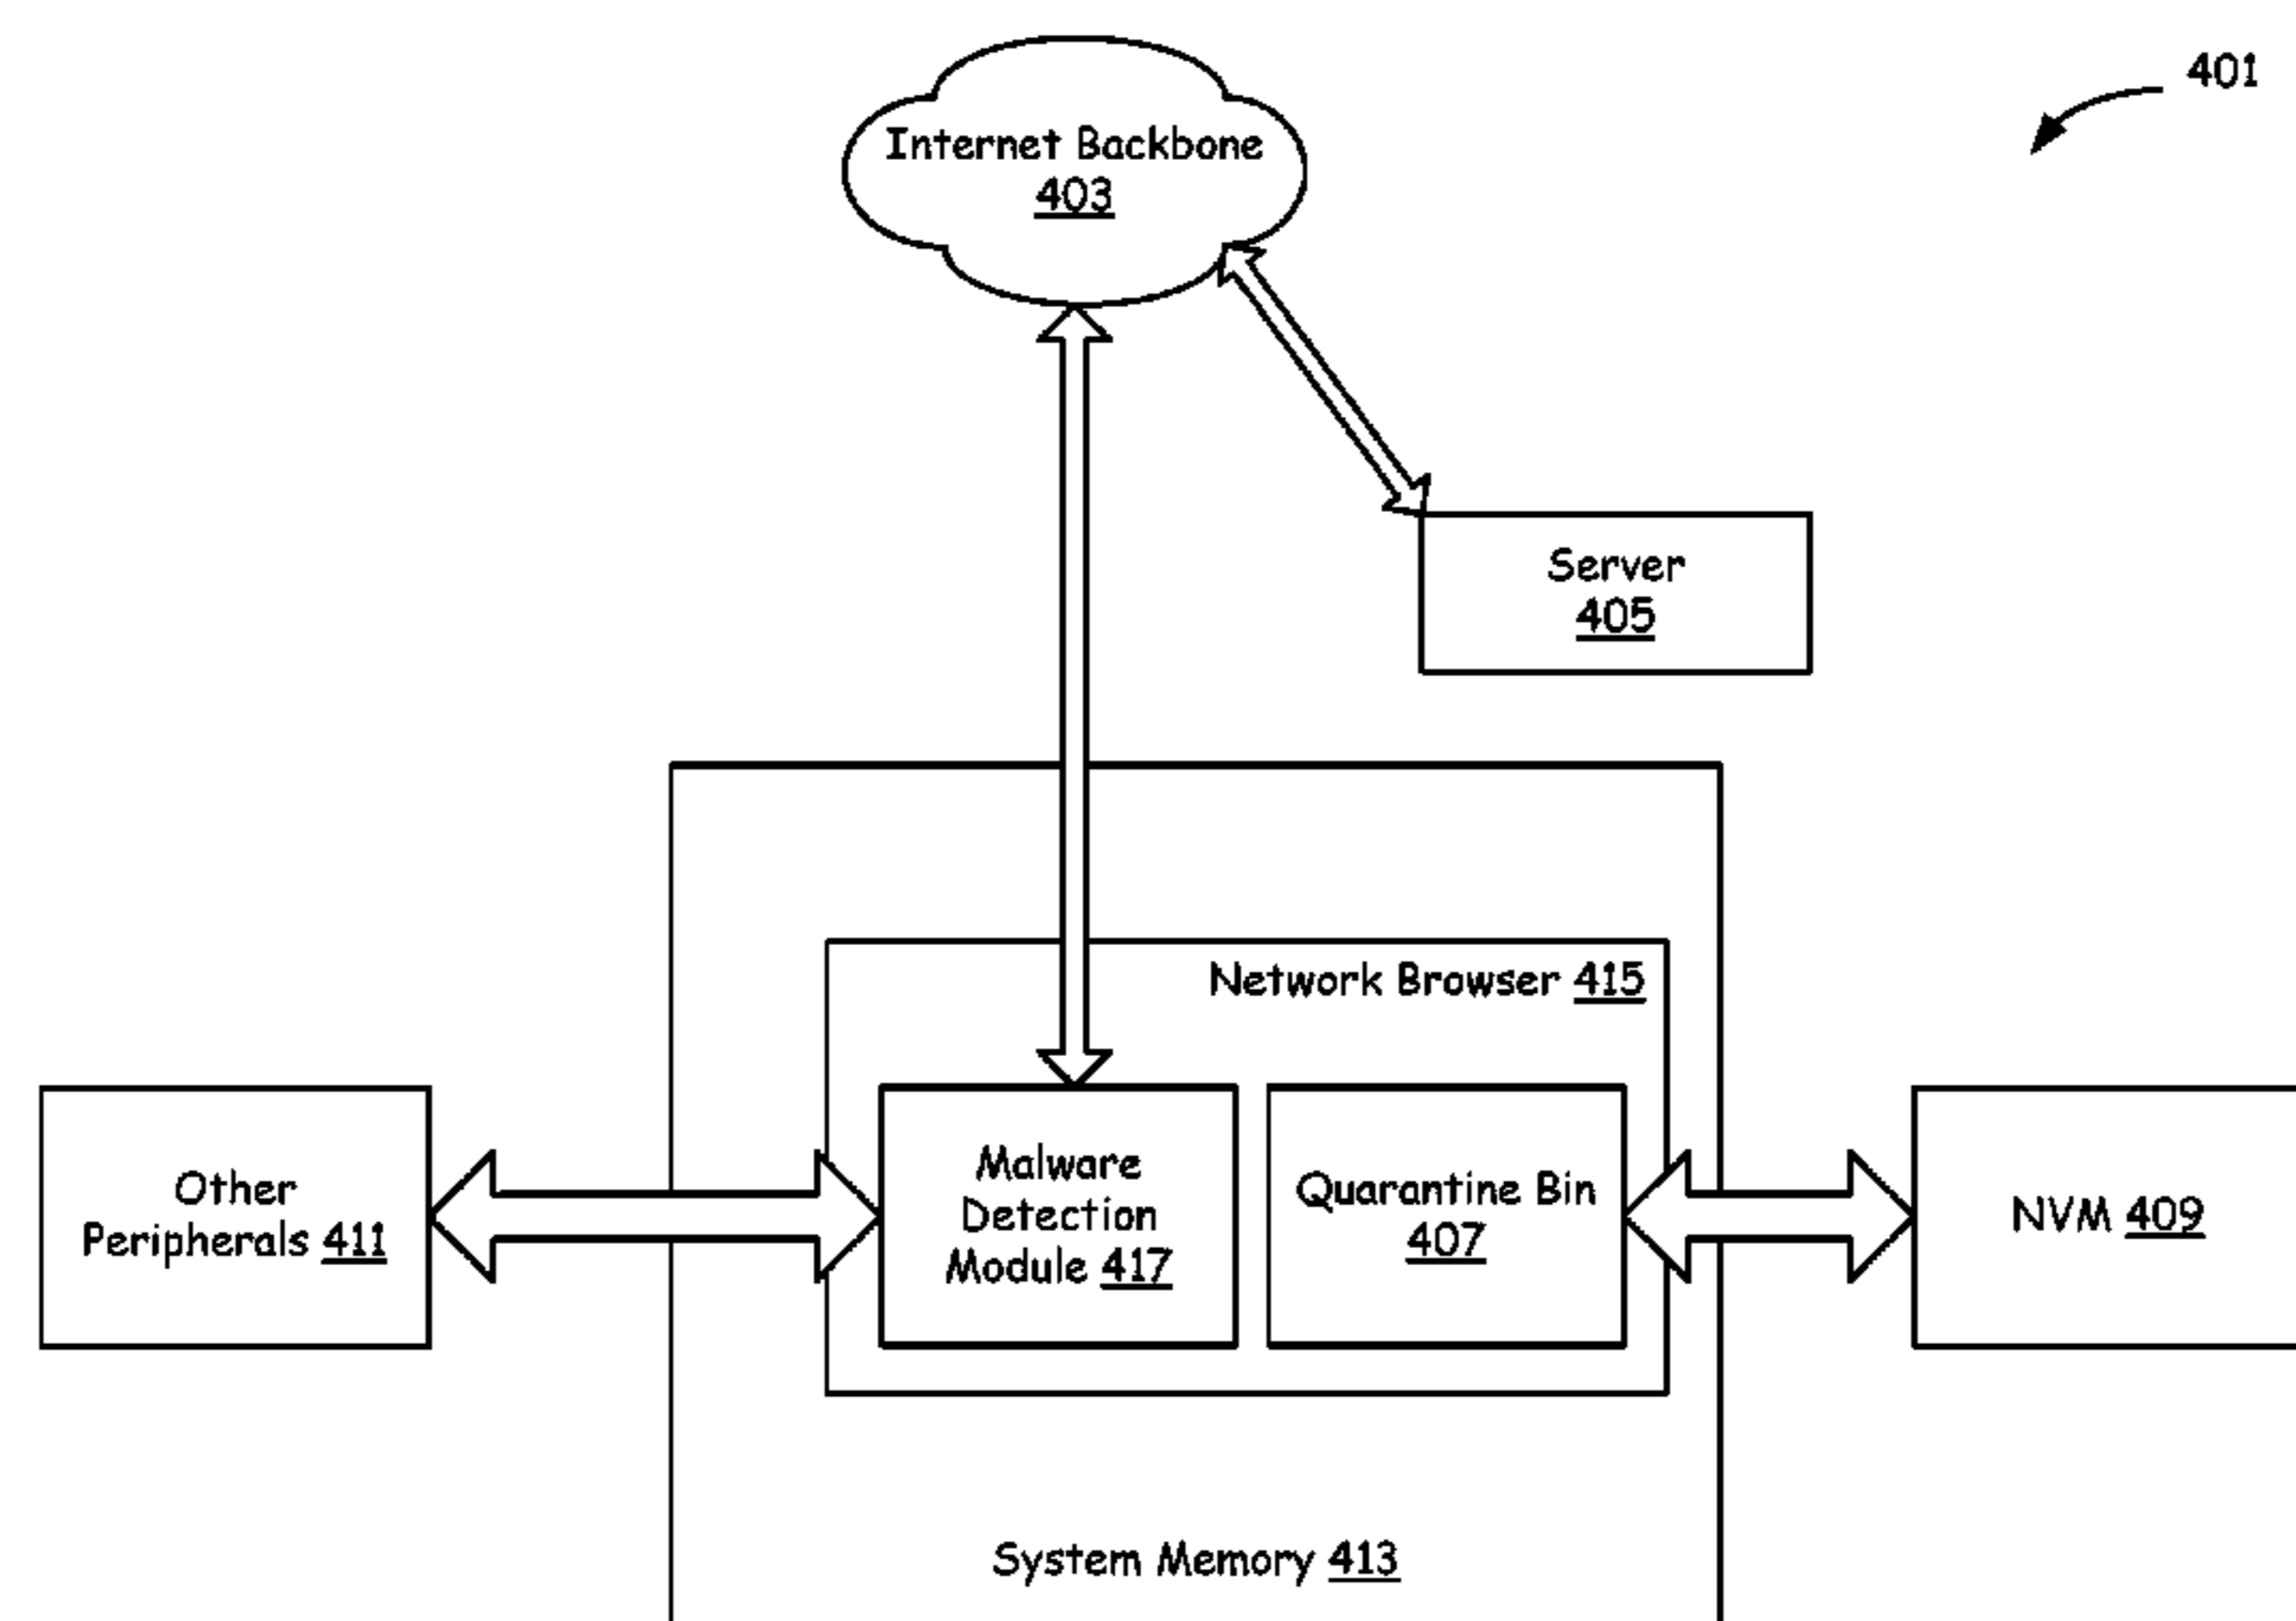 401
Internet Backbone
403
Server
405
Network Browser 415
Other
Peripherals 411
Malware
Detection
Module 417
Quarantine Bin
407
NVM 409
System Memory 413